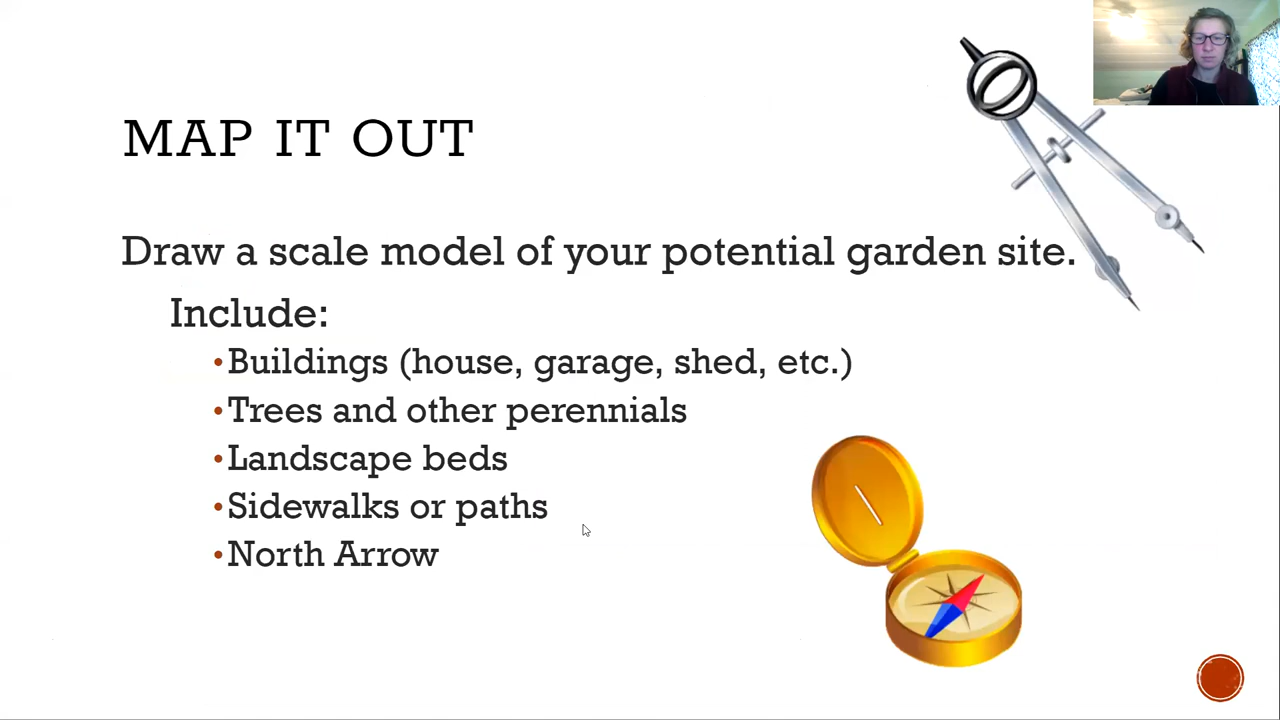 MAP IT OUT
Draw a scale model of your potential garden site.
Include:
•Buildings (house, garage, shed, etc.)
•Trees and other perennials
•Landscape beds
•Sidewalks or paths
•North Arrow